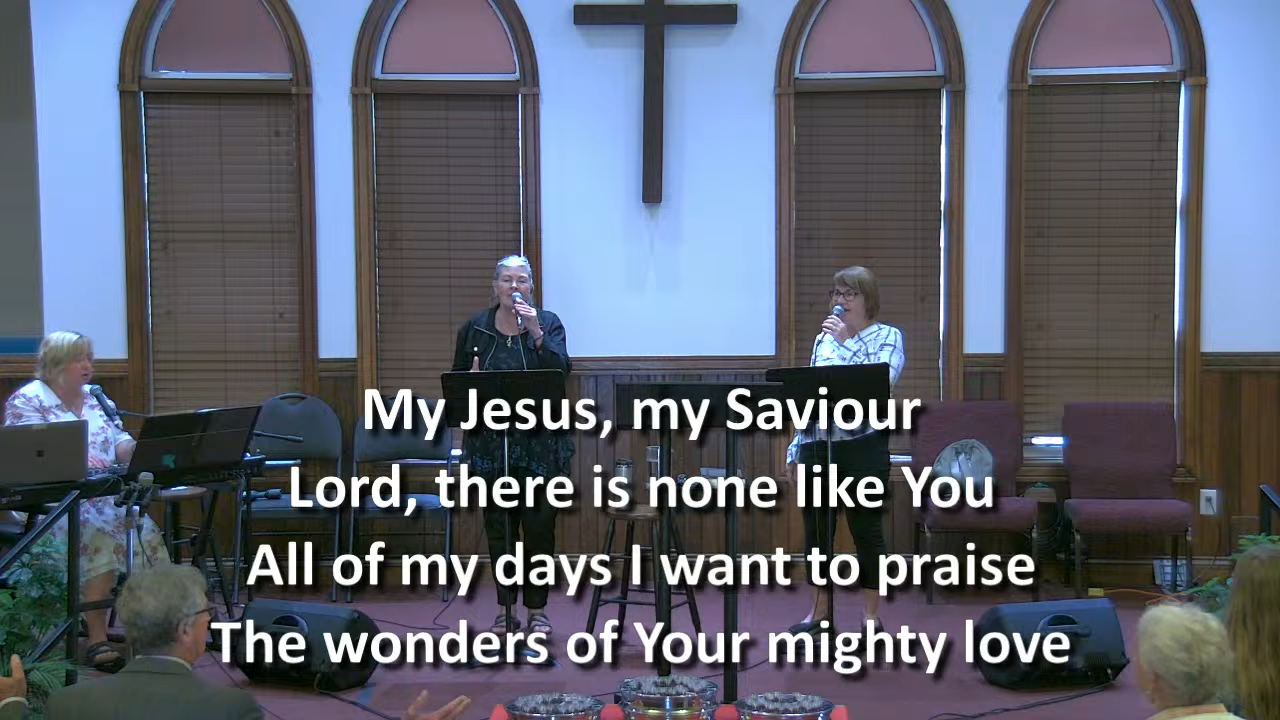 My Jesus, my Saviour
Lord, there is none like You
All of my days I want to praise
The wonders of Your mighty love